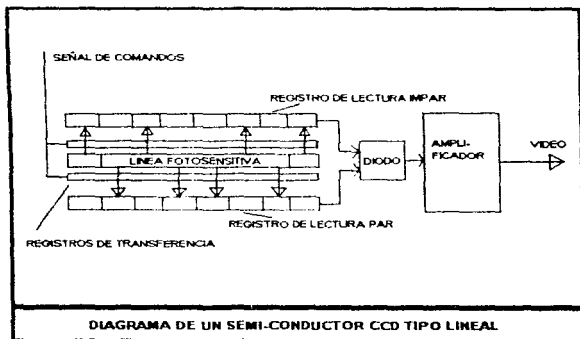 SEÑAL DE COMANDOS
REGISTRO DE LECTURA IMPAR
LINEA FOTOSENSITIVA
DIODO
AMPLI-
FICADOR
VIDEO
REGISTRO DE LECTURA PAR
REGISTROS DE TRANSFERENCIA
DIAGRAMA DE UN SEMI-CONDUCTOR CCD TIPO LINEAL